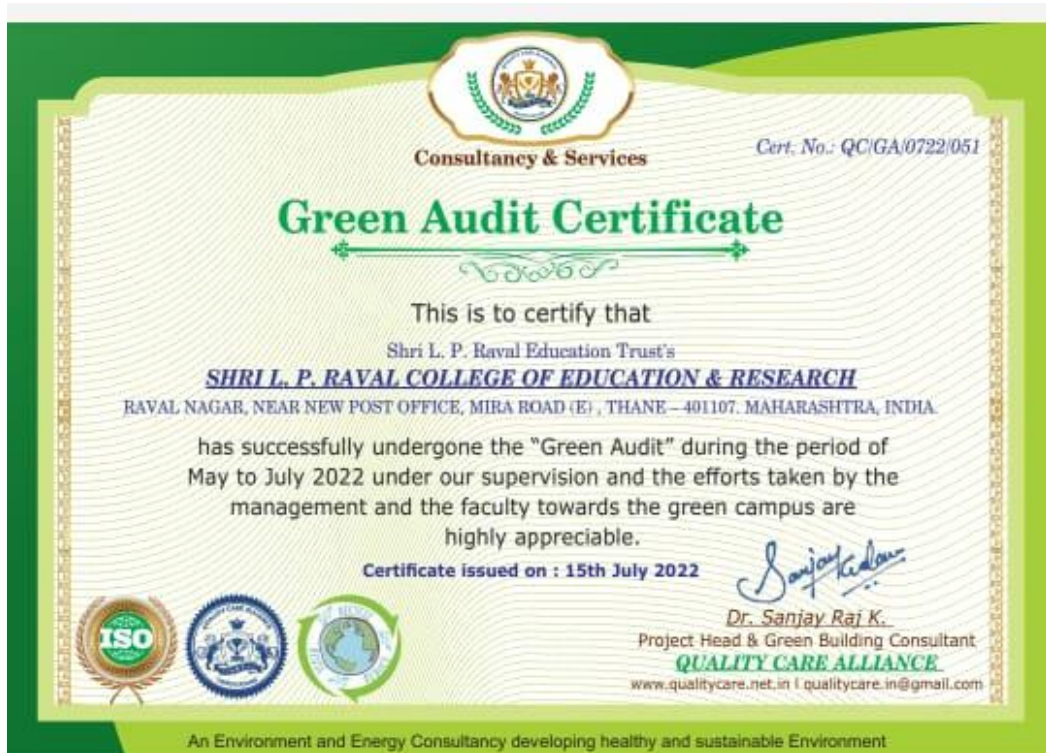 Consultancy & Services
Cert. No.: QC/GA/0722/051
Green Audit Certificate
This is to certify that
Shri L. P. Raval Education Trust's
SHRI L. P. RAVAL COLLEGE OF EDUCATION & RESEARCH
RAVAL NAGAR, NEAR NEW POST OFFICE, MIRA ROAD (E) , THANE – 401107. MAHARASHTRA, INDIA.
has successfully undergone the “Green Audit” during the period of
May to July 2022 under our supervision and the efforts taken by the
management and the faculty towards the green campus are
highly appreciable.
Certificate issued on : 15th July 2022
Dr. Sanjay Raj K.
Project Head & Green Building Consultant
QUALITY CARE ALLIANCE
www.qualitycare.net.in I qualitycare.in@gmail.com
ISO
An Environment and Energy Consultancy developing healthy and sustainable Environment